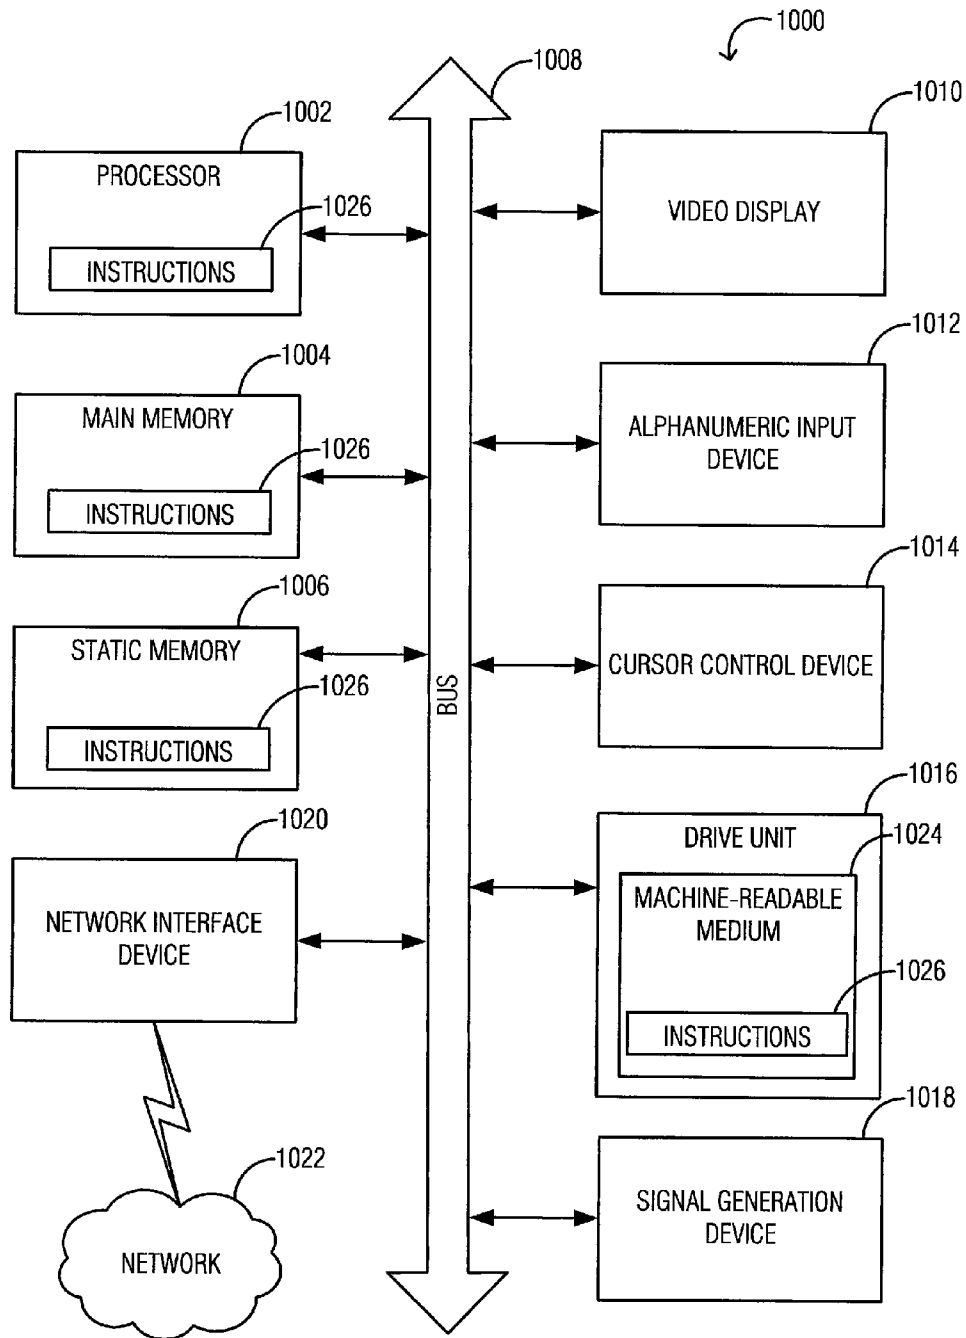 1000
1008
1002
PROCESSOR
1026
INSTRUCTIONS
1004
MAIN MEMORY
1026
INSTRUCTIONS
1006
STATIC MEMORY
1026
INSTRUCTIONS
1020
NETWORK INTERFACE
DEVICE
1022
NETWORK
BUS
1010
VIDEO DISPLAY
1012
ALPHANUMERIC INPUT
DEVICE
1014
CURSOR CONTROL DEVICE
1016
DRIVE UNIT
1024
MACHINE-READABLE
MEDIUM
1026
INSTRUCTIONS
1018
SIGNAL GENERATION
DEVICE